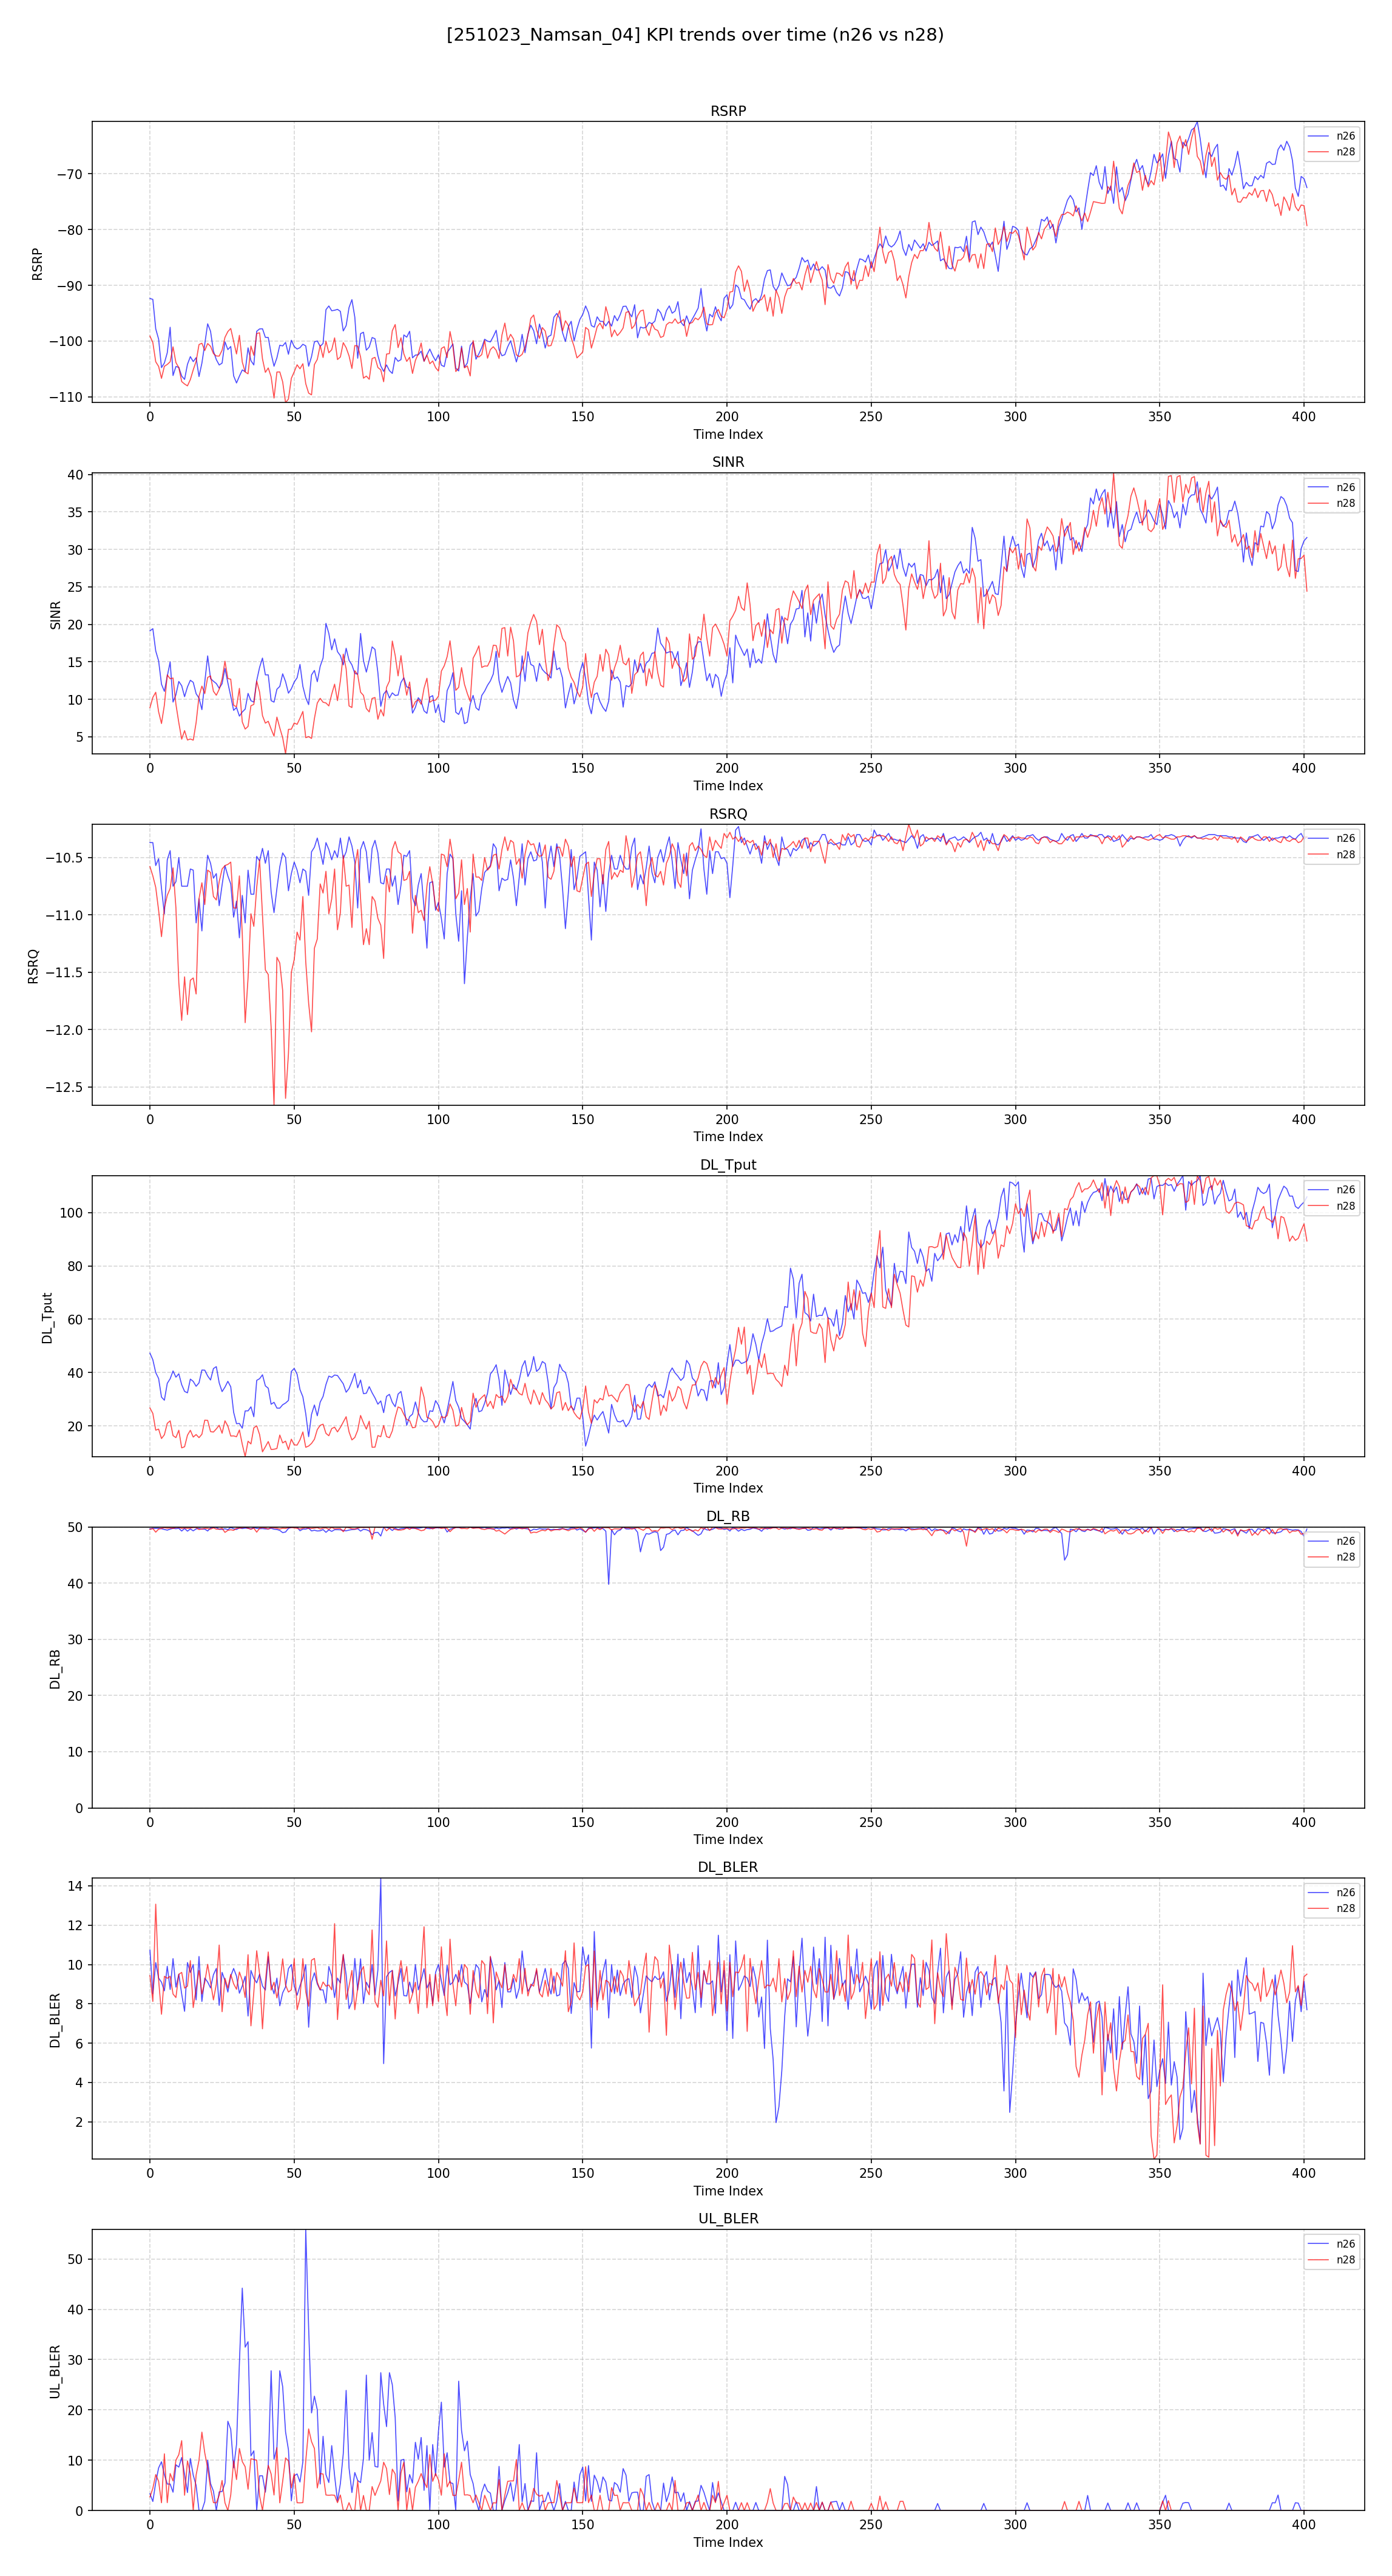 [251023_Namsan_04] KPI trends over time (n26 vs n28)
RSRP
n26
n28
−70
−80
−90
−100
−110
RSRP
0 50 100 150 200 250 300 350 400
Time Index
SINR
n26
n28
40
35
30
25
20
15
10
5
SINR
0 50 100 150 200 250 300 350 400
Time Index
RSRQ
n26
n28
−10.5
−11.0
−11.5
−12.0
−12.5
RSRQ
0 50 100 150 200 250 300 350 400
Time Index
DL_Tput
n26
n28
100
80
60
40
20
DL_Tput
0 50 100 150 200 250 300 350 400
Time Index
DL_RB
n26
n28
50
40
30
20
10
0
DL_RB
0 50 100 150 200 250 300 350 400
Time Index
DL_BLER
n26
n28
14
12
10
8
6
4
2
DL_BLER
0 50 100 150 200 250 300 350 400
Time Index
UL_BLER
n26
n28
50
40
30
20
10
0
UL_BLER
0 50 100 150 200 250 300 350 400
Time Index